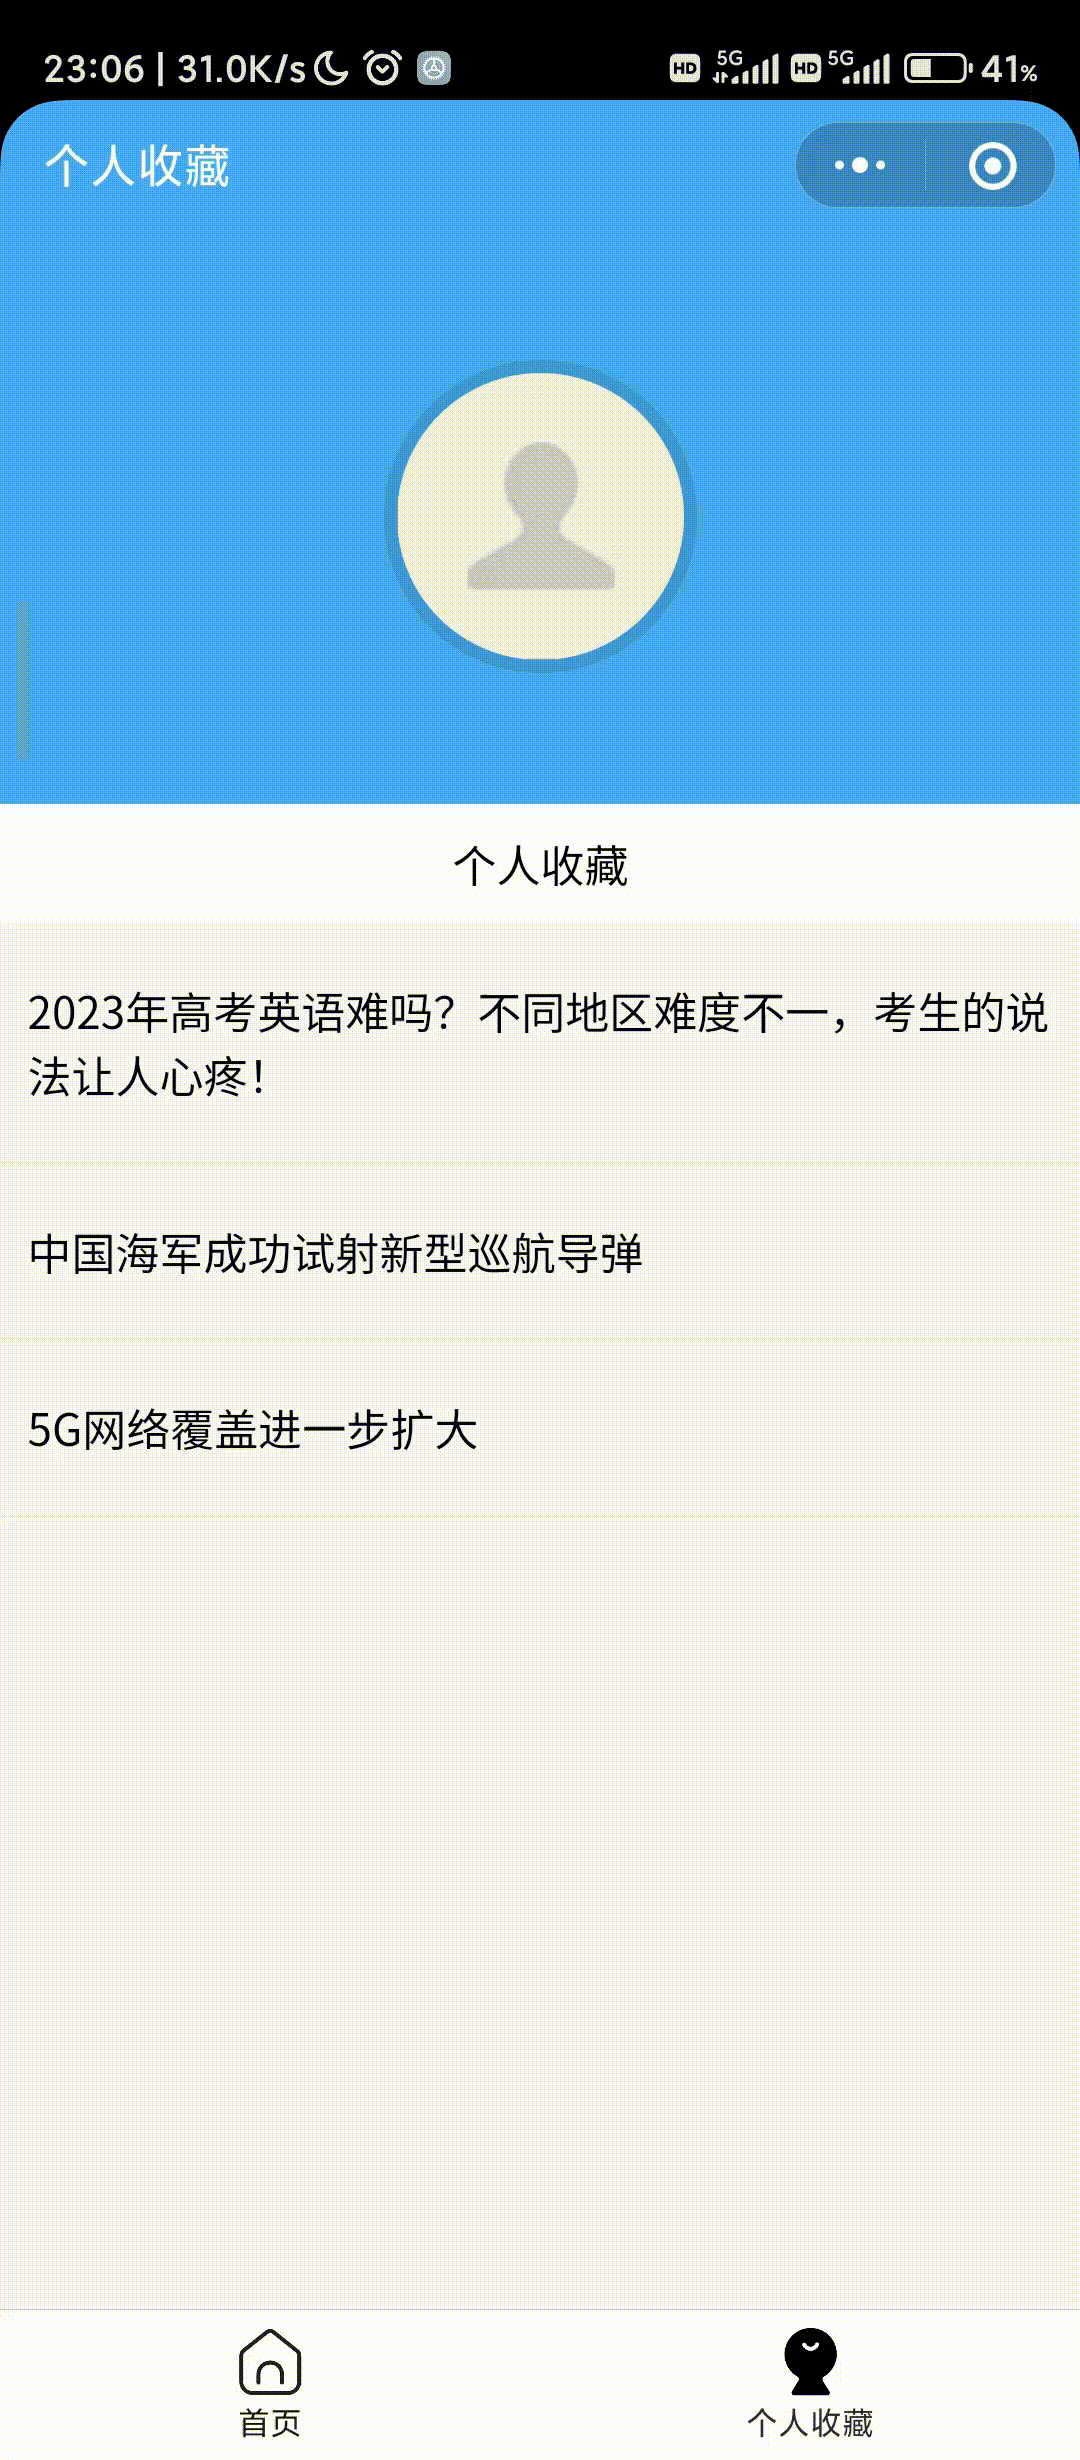 23:06 | 31.0K/s HD 5G HD 5G 41%
个人收藏
个人收藏
2023年高考英语难吗？不同地区难度不一，考生的说
法让人心疼！
中国海军成功试射新型巡航导弹
5G网络覆盖进一步扩大
首页 个人收藏